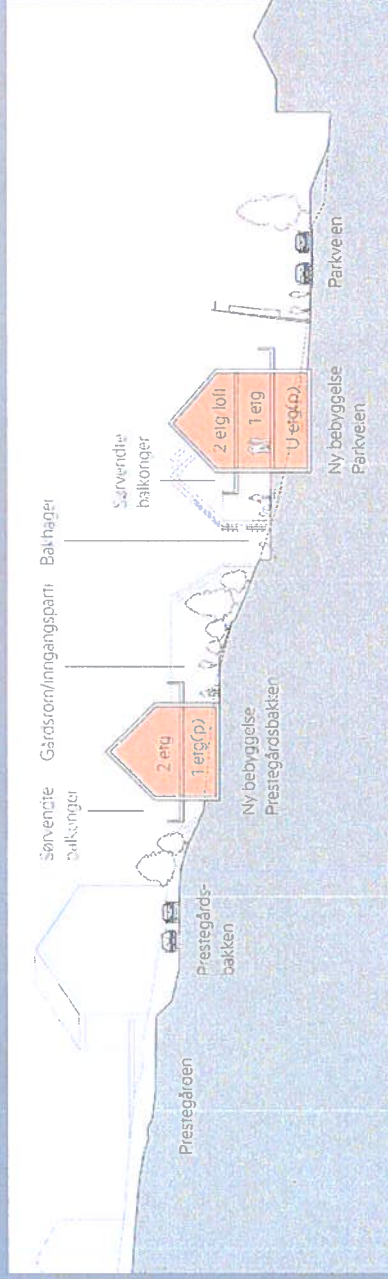 Sørvendte
balkonger
Gårdsrom/inngangsparti
Bakhager
Sørvendte
balkonger
2 etg
1 etg(p)
2 etg loft
1 etg
U etg(p)
Prestegården
Prestegårds-
bakken
Ny bebyggelse
Prestegårdsbakken
Ny bebyggelse
Parkveien
Parkveien